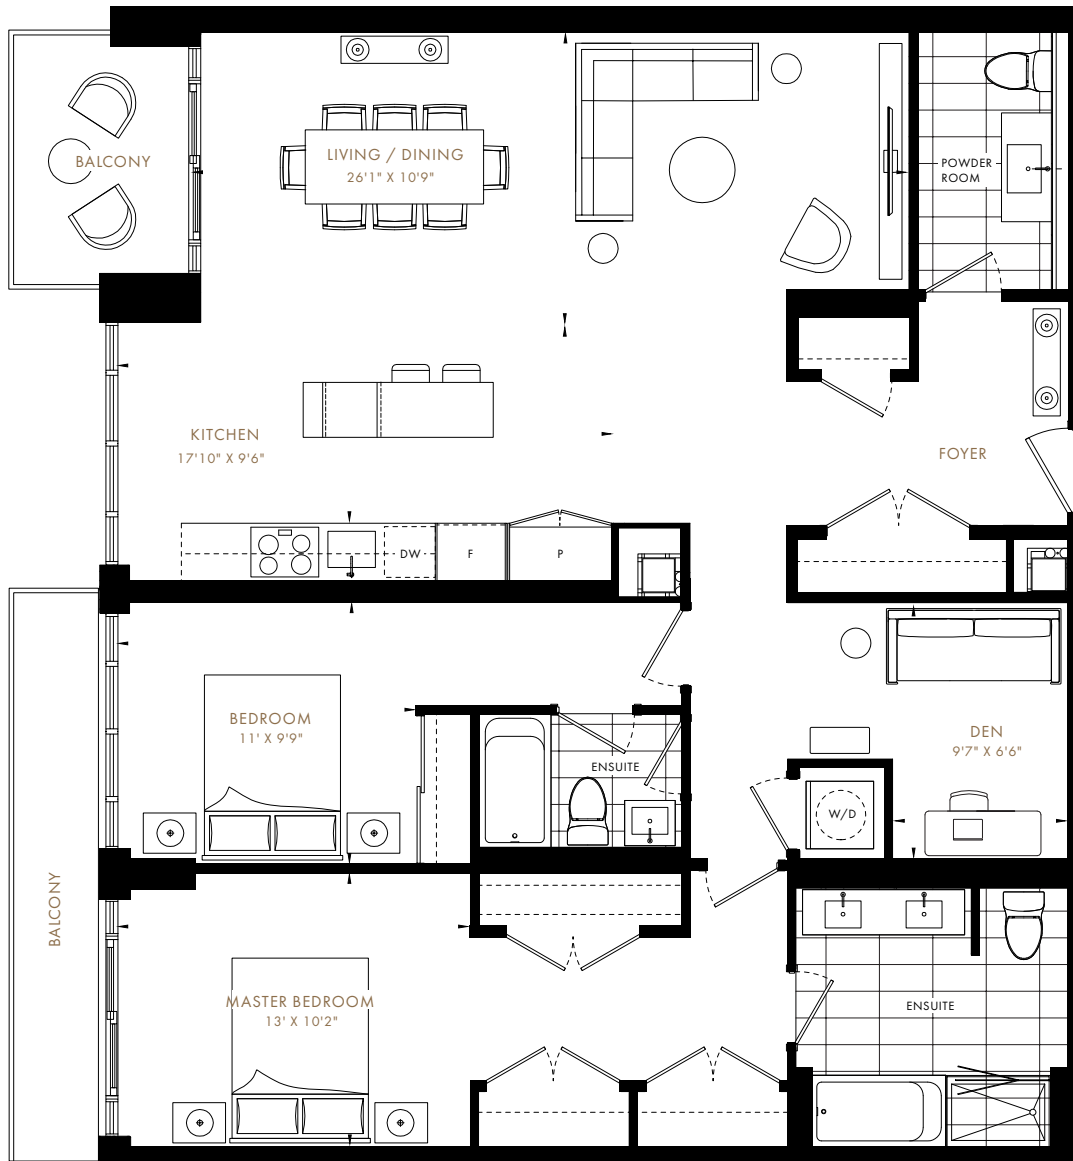 BALCONY
LIVING / DINING
26'1" X 10'9"
POWDER
ROOM
KITCHEN
17'10" X 9'6"
FOYER
DW
F
P
BEDROOM
11' X 9'9"
ENSUITE
DEN
9'7" X 6'6"
W/D
BALCONY
MASTER BEDROOM
13' X 10'2"
ENSUITE